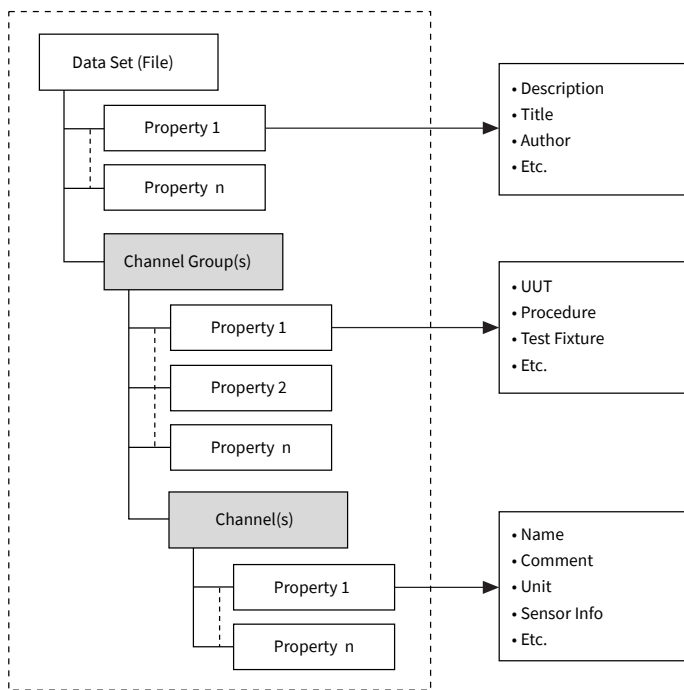 Data Set (File)
Property 1
Property n
• Description
• Title
• Author
• Etc.
Channel Group(s)
Property 1
Property 2
Property n
• UUT
• Procedure
• Test Fixture
• Etc.
Channel(s)
Property 1
Property n
• Name
• Comment
• Unit
• Sensor Info
• Etc.